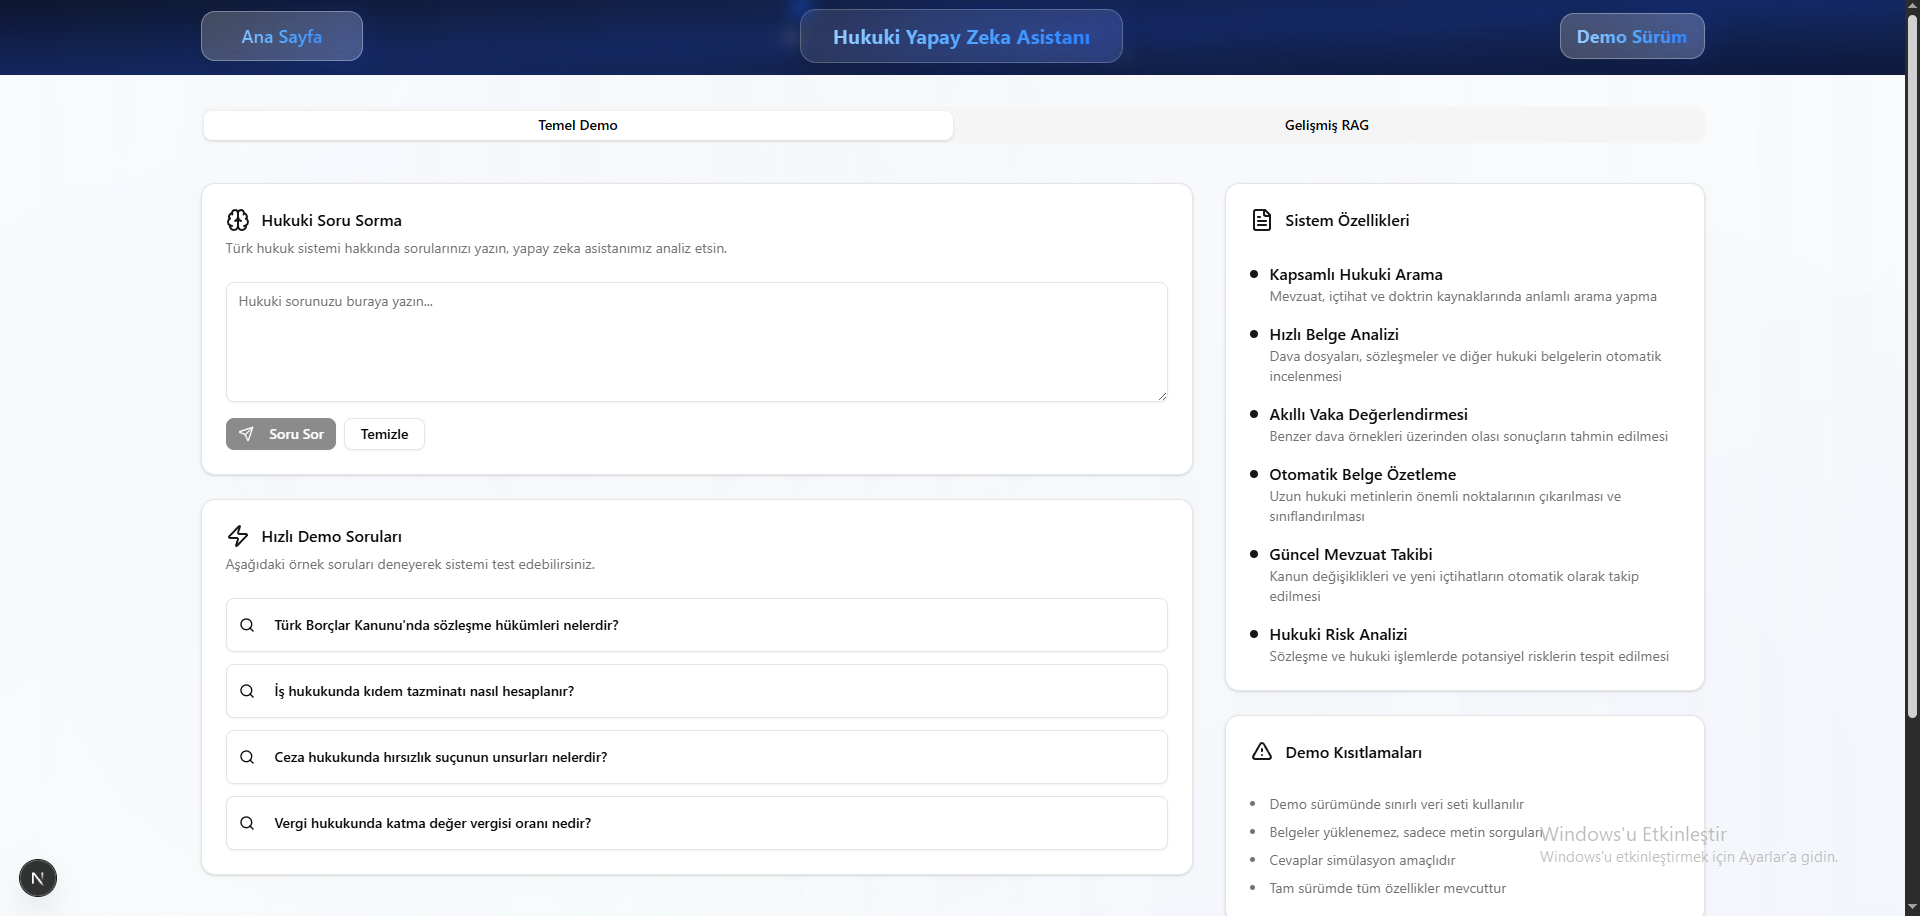 Ana Sayfa
Hukuki Yapay Zeka Asistanı
Demo Sürüm
Temel Demo
Gelişmiş RAG
Hukuki Soru Sorma
Türk hukuk sistemi hakkında sorularınızı yazın, yapay zeka asistanımız analiz etsin.
Hukuki sorunuzu buraya yazın...
Soru Sor
Temizle
Hızlı Demo Soruları
Aşağıdaki örnek soruları deneyerek sistemi test edebilirsiniz.
Türk Borçlar Kanunu'nda sözleşme hükümleri nelerdir?
İş hukukunda kıdem tazminatı nasıl hesaplanır?
Ceza hukukunda hırsızlık suçunun unsurları nelerdir?
Vergi hukukunda katma değer vergisi oranı nedir?
N
Sistem Özellikleri
Kapsamlı Hukuki Arama
Mevzuat, içtihat ve doktrin kaynaklarında anlamlı arama yapma
Hızlı Belge Analizi
Dava dosyaları, sözleşmeler ve diğer hukuki belgelerin otomatik
incelenmesi
Akıllı Vaka Değerlendirmesi
Benzer dava örnekleri üzerinden olası sonuçların tahmin edilmesi
Otomatik Belge Özetleme
Uzun hukuki metinlerin önemli noktalarının çıkarılması ve
sınıflandırılması
Güncel Mevzuat Takibi
Kanun değişiklikleri ve yeni içtihatların otomatik olarak takip
edilmesi
Hukuki Risk Analizi
Sözleşme ve hukuki işlemlerde potansiyel risklerin tespit edilmesi
Demo Kısıtlamaları
Demo sürümünde sınırlı veri seti kullanılır
Belgeler yüklenemez, sadece metin sorguları
Cevaplar simülasyon amaçlıdır
Tam sürümde tüm özellikler mevcuttur
Windows'u Etkinleştir
Windows'u etkinleştirmek için Ayarlar'a gidin.